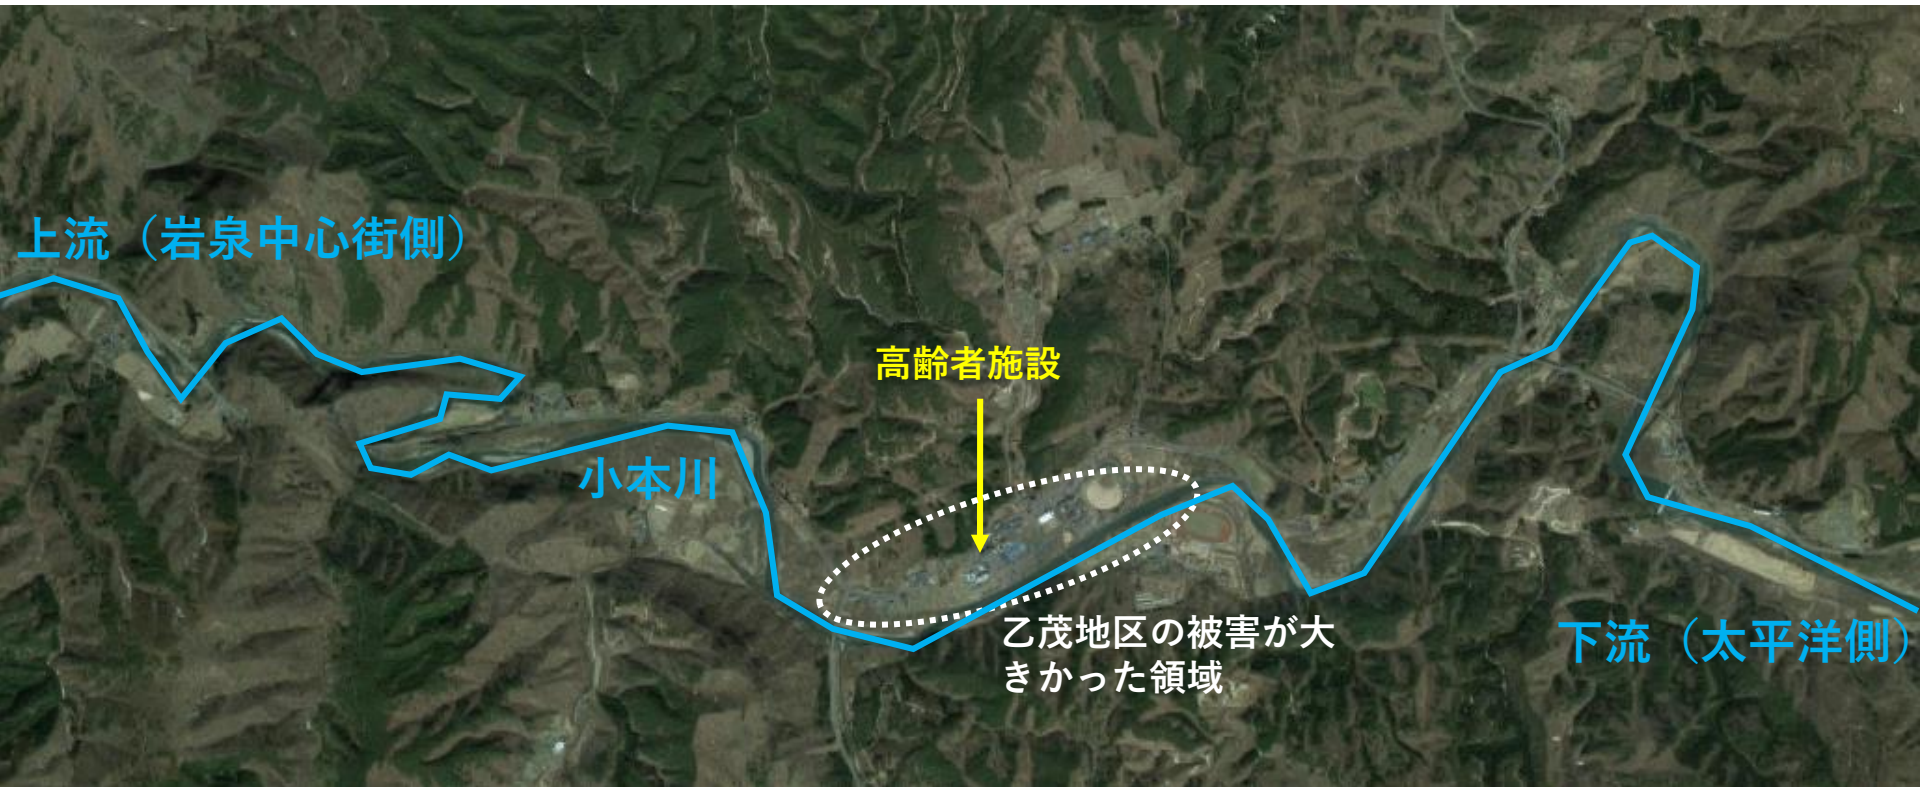 上流（岩泉中心街側）
高齢者施設
小本川
乙茂地区の被害が大
きかった領域
下流（太平洋側）